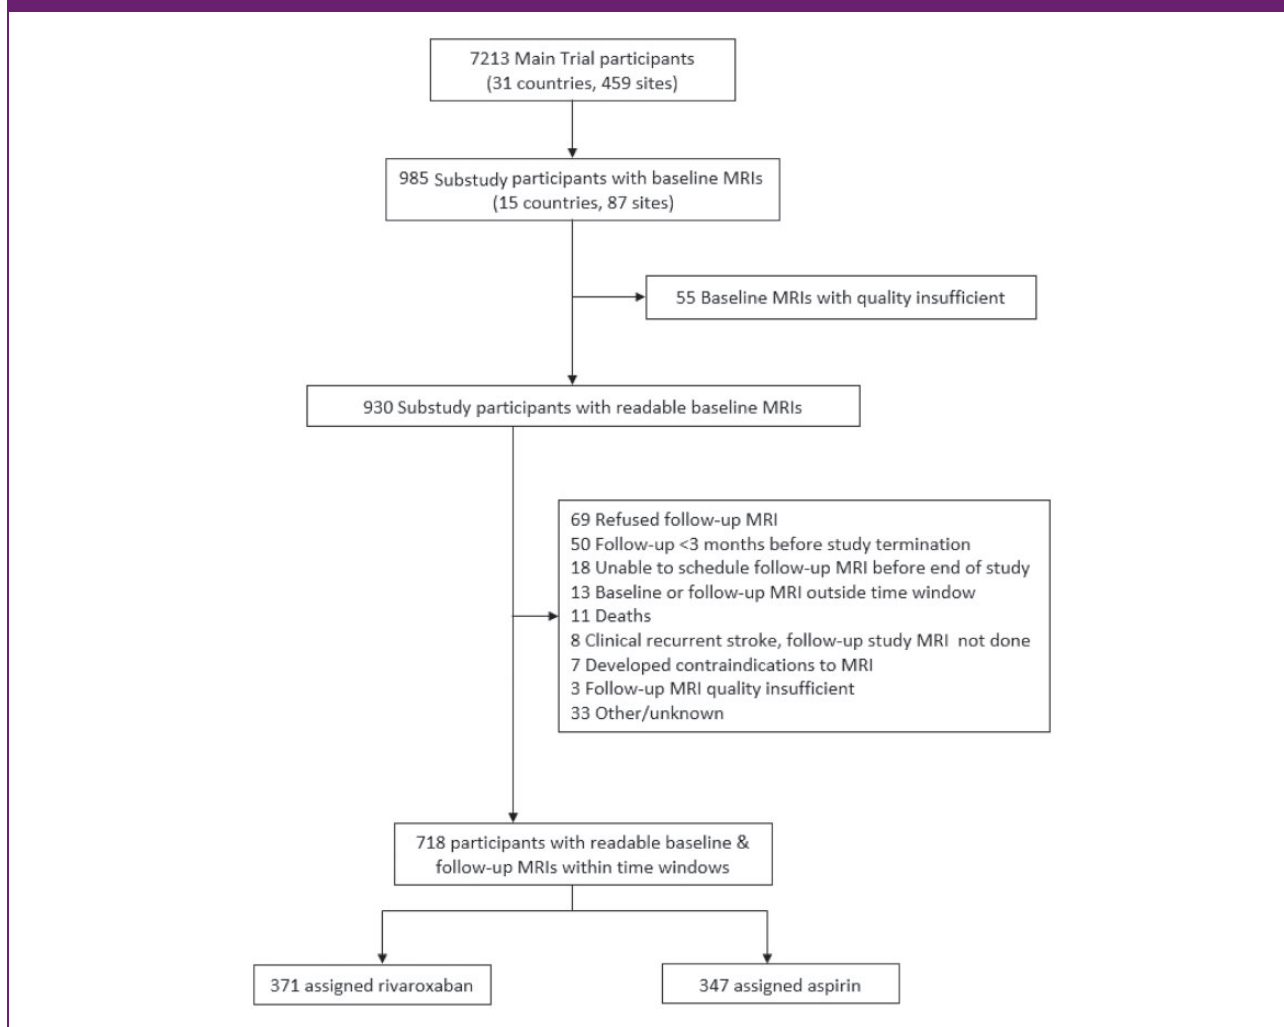 7213 Main Trial participants
(31 countries, 459 sites)
985 Substudy participants with baseline MRIs
(15 countries, 87 sites)
55 Baseline MRIs with quality insufficient
930 Substudy participants with readable baseline MRIs
69 Refused follow-up MRI
50 Follow-up <3 months before study termination
18 Unable to schedule follow-up MRI before end of study
13 Baseline or follow-up MRI outside time window
11 Deaths
8 Clinical recurrent stroke, follow-up study MRI not done
7 Developed contraindications to MRI
3 Follow-up MRI quality insufficient
33 Other/unknown
718 participants with readable baseline &
follow-up MRIs within time windows
371 assigned rivaroxaban
347 assigned aspirin